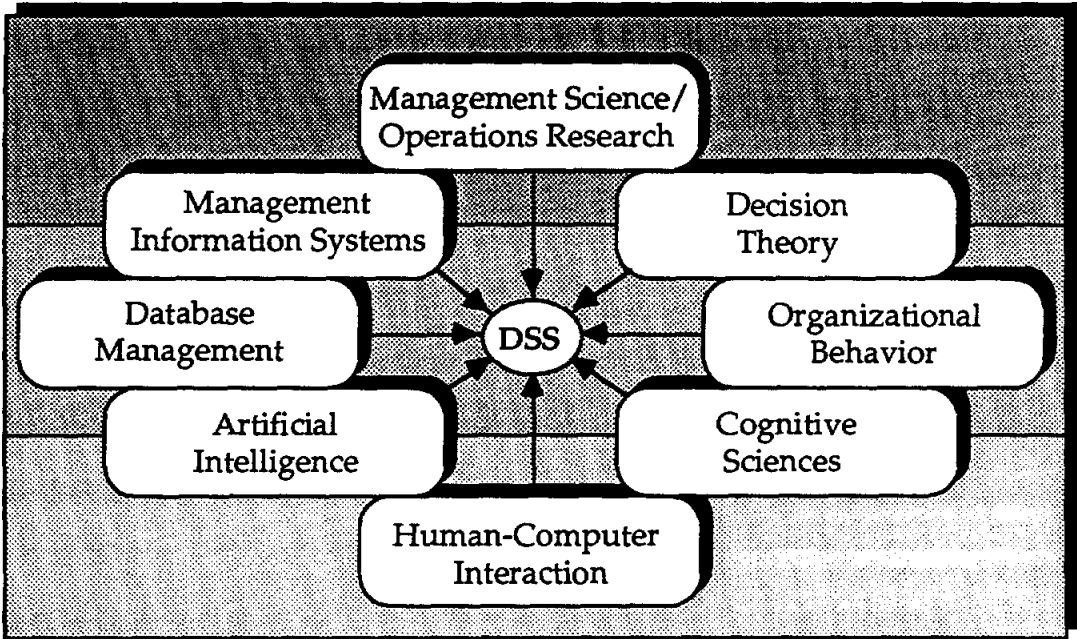 Management Science/
Operations Research
Management
Information Systems
Decision
Theory
Database
Management
DSS
Organizational
Behavior
Artificial
Intelligence
Cognitive
Sciences
Human-Computer
Interaction